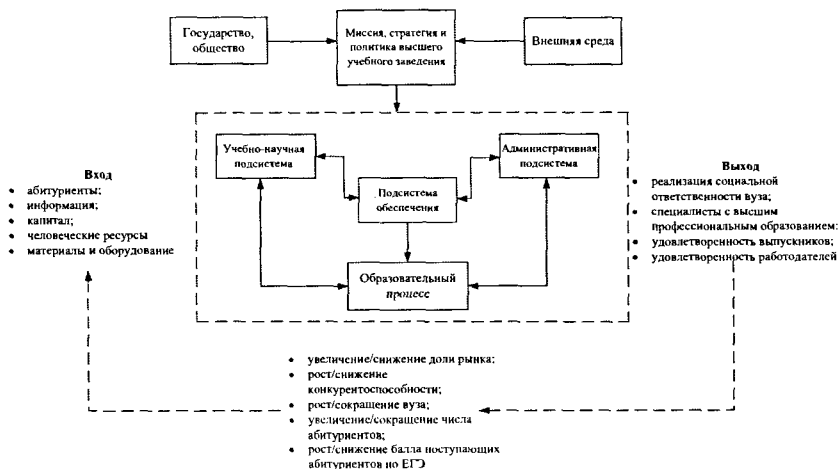 Государство,
общество
Миссия, стратегия и
политика высшего
учебного заведения
Внешняя среда
Учебно-научная
подсистема
Административная
подсистема
Подсистема
обеспечения
Образовательный
процесс
Вход
• абитуриенты;
• информация;
• капитал;
• человеческие ресурсы
• материалы и оборудование
Выход
• реализация социальной
ответственности вуза;
• специалисты с высшим
профессиональным образованием;
• удовлетворенность выпускников;
• удовлетворенность работодателей
• увеличение/снижение доли рынка;
• рост/снижение
конкурентоспособности;
• рост/сокращение вуза;
• увеличение/сокращение числа
абитуриентов;
• рост/снижение балла поступающих
абитуриентов по ЕГЭ